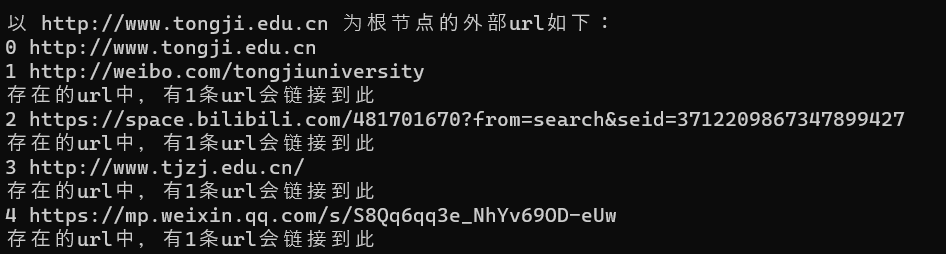 以 http://www.tongji.edu.cn 为根节点的外部url如下：
0 http://www.tongji.edu.cn
1 http://weibo.com/tongjiuniversity
存在的url中, 有1条url会链接到此
2 https://space.bilibili.com/481701670?from=search&seid=3712209867347899427
存在的url中, 有1条url会链接到此
3 http://www.tjzj.edu.cn/
存在的url中, 有1条url会链接到此
4 https://mp.weixin.qq.com/s/S8Qq6qq3e_NhYv69OD-eUw
存在的url中, 有1条url会链接到此